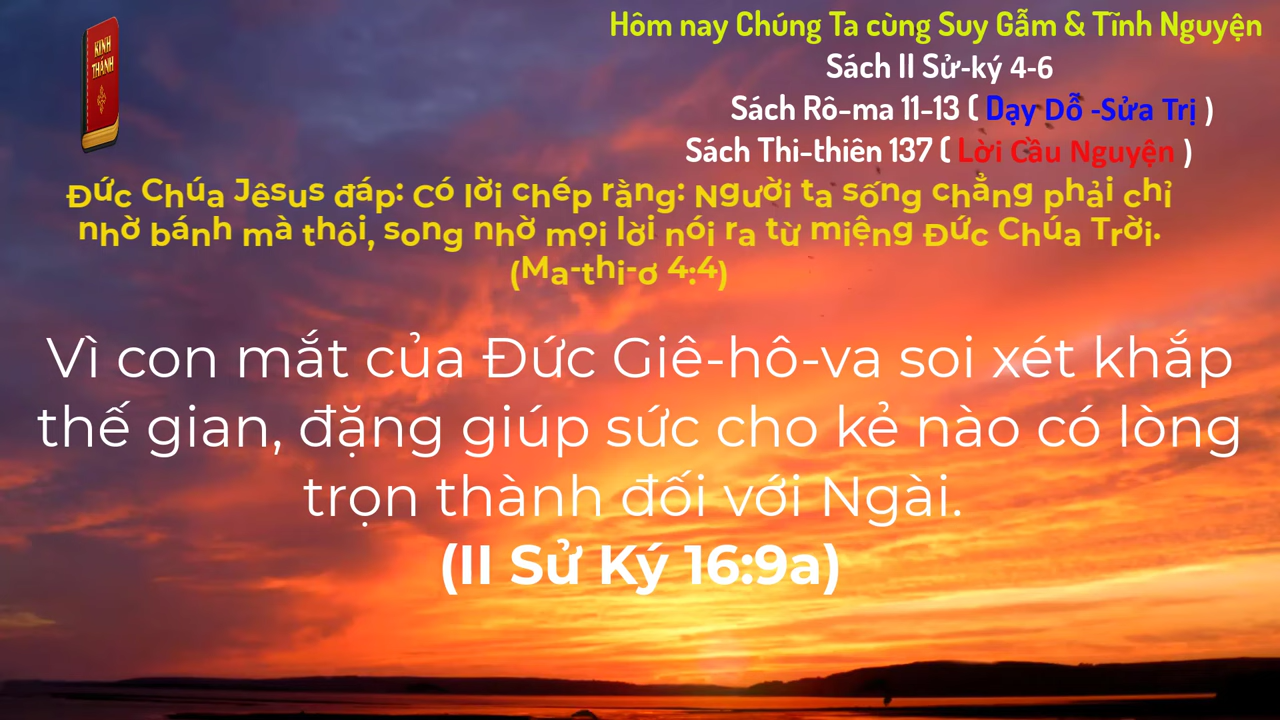 KINH
THÁNH
Hôm nay Chúng Ta cùng Suy Gẫm & Tĩnh Nguyện
Sách II Sử-ký 4-6
Sách Rô-ma 11-13 ( Dạy Dỗ -Sửa Trị )
Sách Thi-thiên 137 ( Lời Cầu Nguyện )
Đức Chúa Jêsus đáp: Có lời chép rằng: Người ta sống chẳng phải chỉ
nhờ bánh mà thôi, song nhờ mọi lời nói ra từ miệng Đức Chúa Trời.
(Ma-thi-ơ 4:4)
Vì con mắt của Đức Giê-hô-va soi xét khắp
thế gian, đặng giúp sức cho kẻ nào có lòng
trọn thành đối với Ngài.
(II Sử Ký 16:9a)